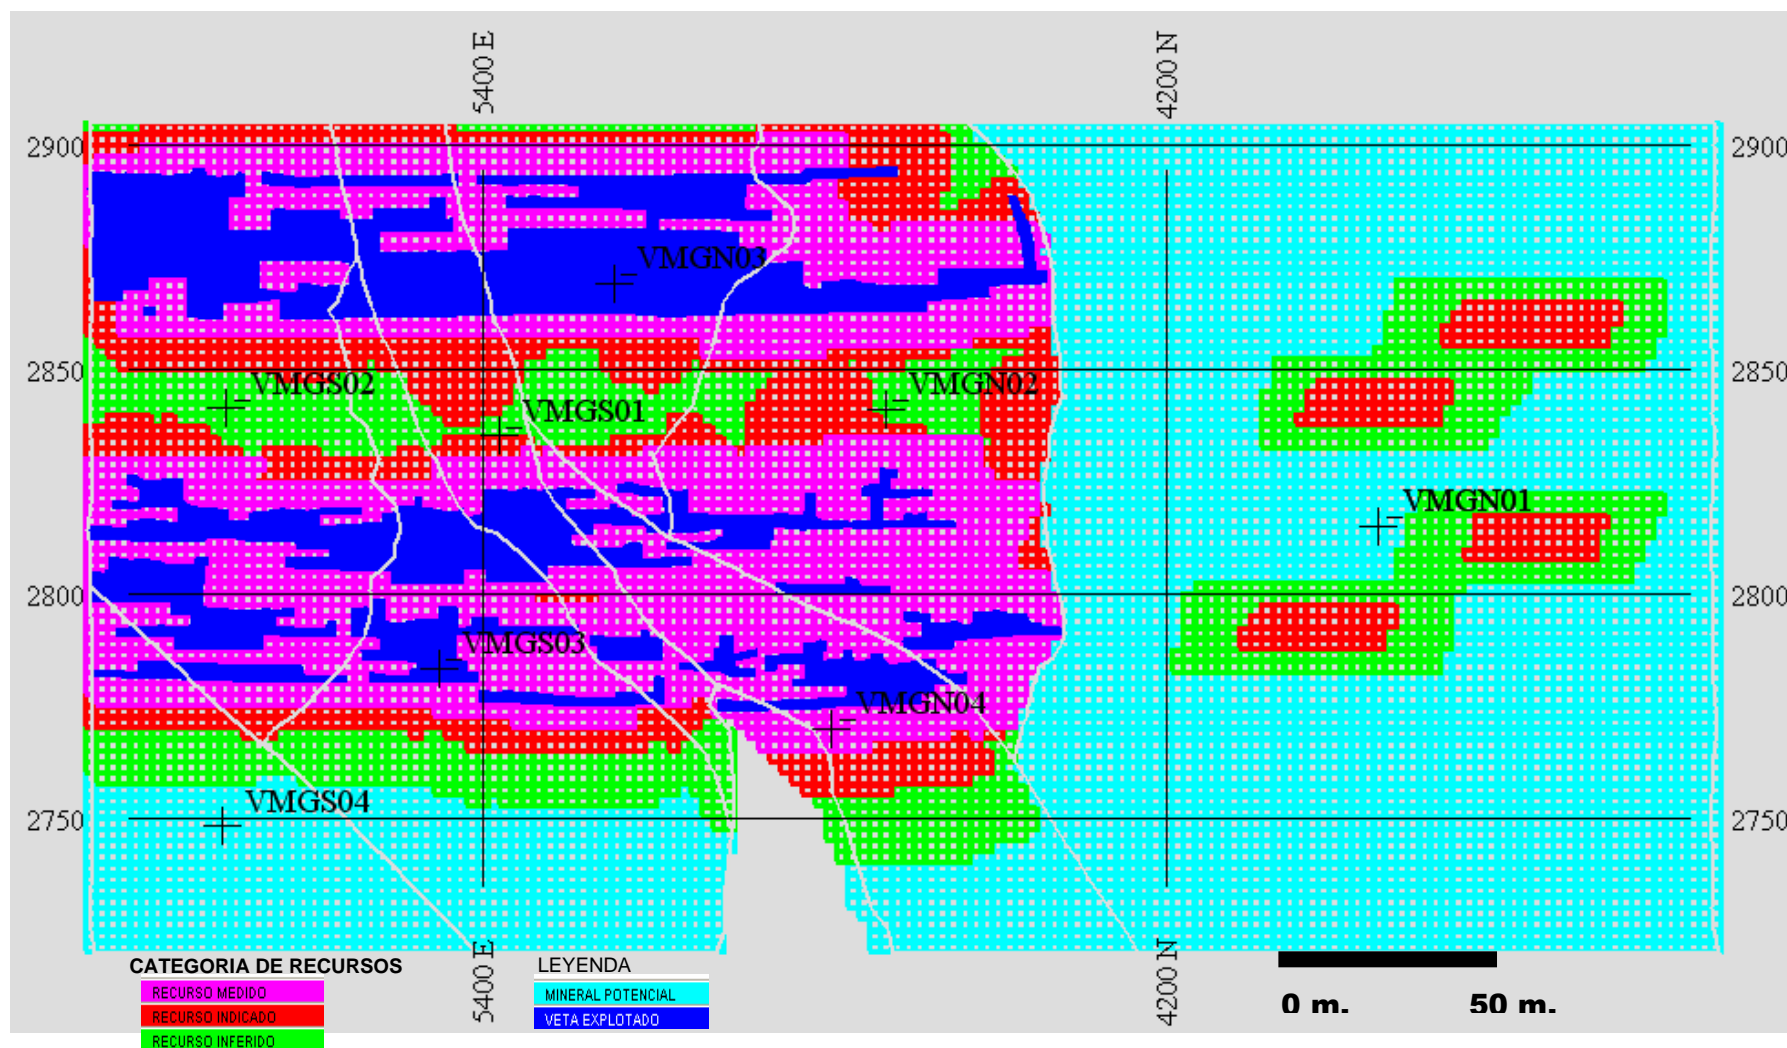 5400 E
4200 N
2900
2900
VMGN03
2850
2850
VMGS02
VMGN02
VMGS01
VMGN01
2800
2800
VMGS03
VMGN04
VMGS04
2750
2750
5400 E
4200 N
CATEGORIA DE RECURSOS
RECURSO MEDIDO
RECURSO INDICADO
RECURSO INFERIDO
LEYENDA
MINERAL POTENCIAL
VETA EXPLOTADO
0 m. 50 m.